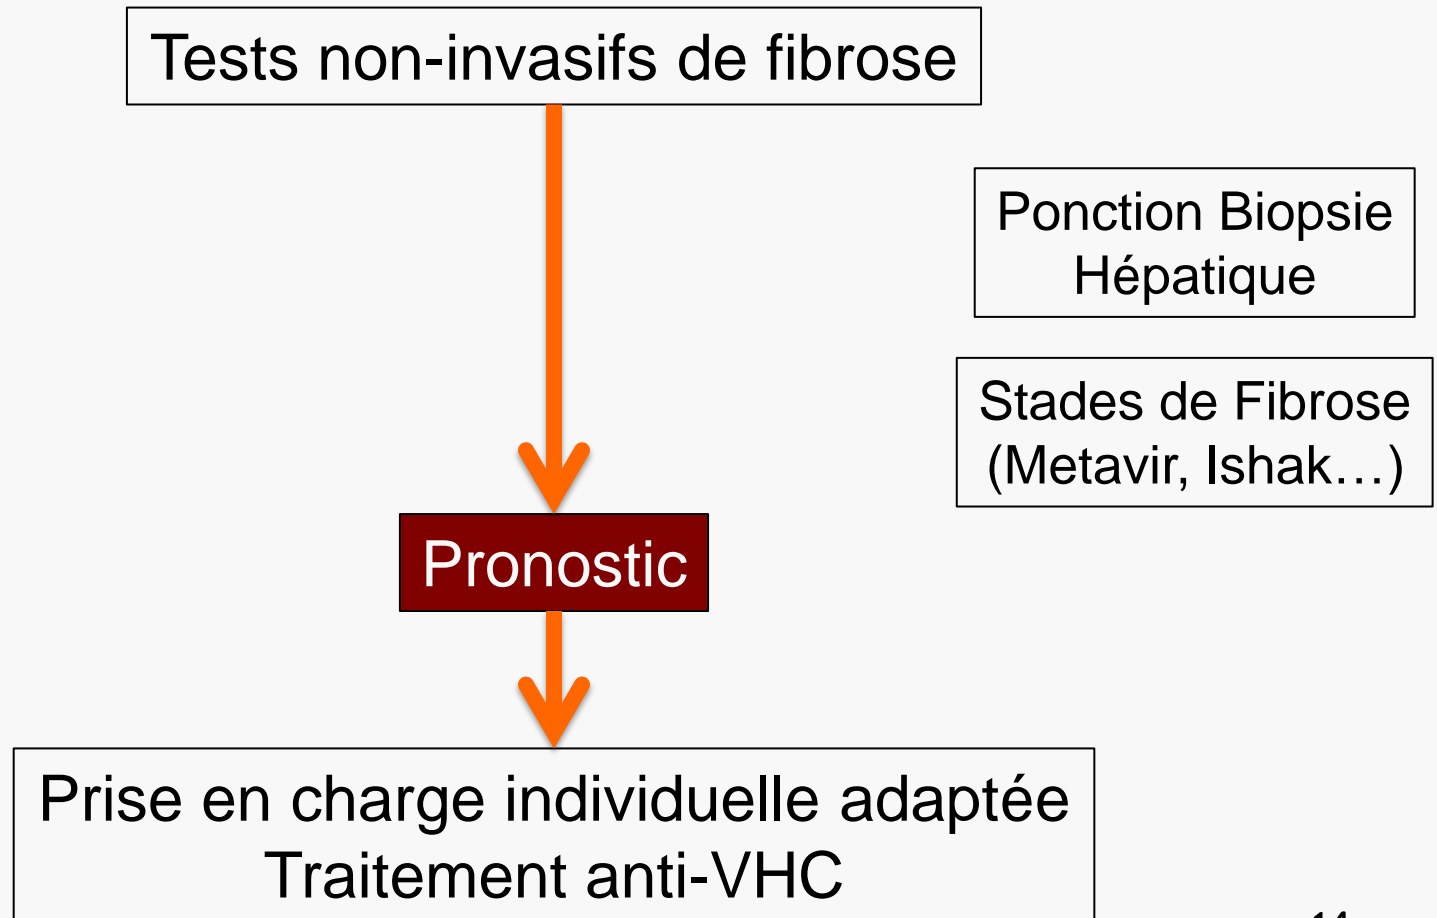 Tests non-invasifs de fibrose
Ponction Biopsie
Hépatique
Stades de Fibrose
(Metavir, Ishak…)
Pronostic
Prise en charge individuelle adaptée
Traitement anti-VHC